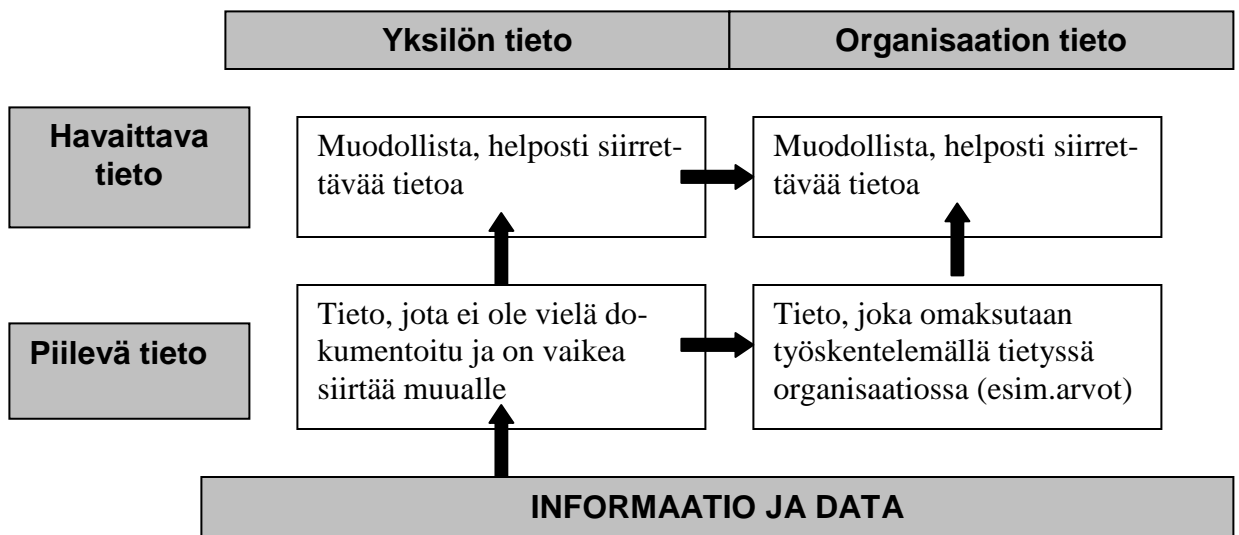 Yksilön tieto
Organisaation tieto
Havaittava
tieto
Muodollista, helposti siirret-
tävää tietoa
Muodollista, helposti siirret-
tävää tietoa
Piilevä tieto
Tieto, jota ei ole vielä do-
kumentoitu ja on vaikea
siirtää muualle
Tieto, joka omaksutaan
työskentelemällä tietyssä
organisaatiossa (esim.arvot)
INFORMAATIO JA DATA